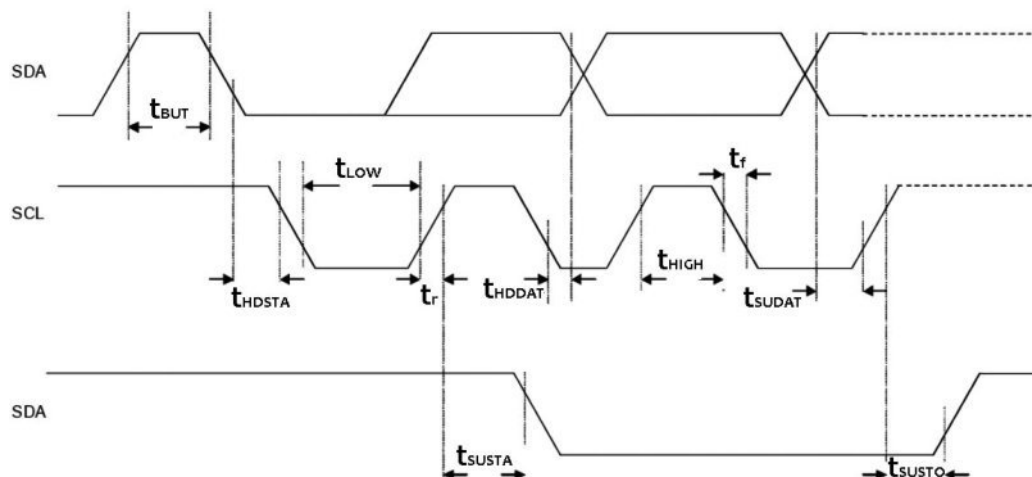 SDA
tBUT
tLOW
tf
SCL
tHDSTA
tr
tHDDAT
tHIGH
tSUDAT
SDA
tSUSTA
tSUSTO